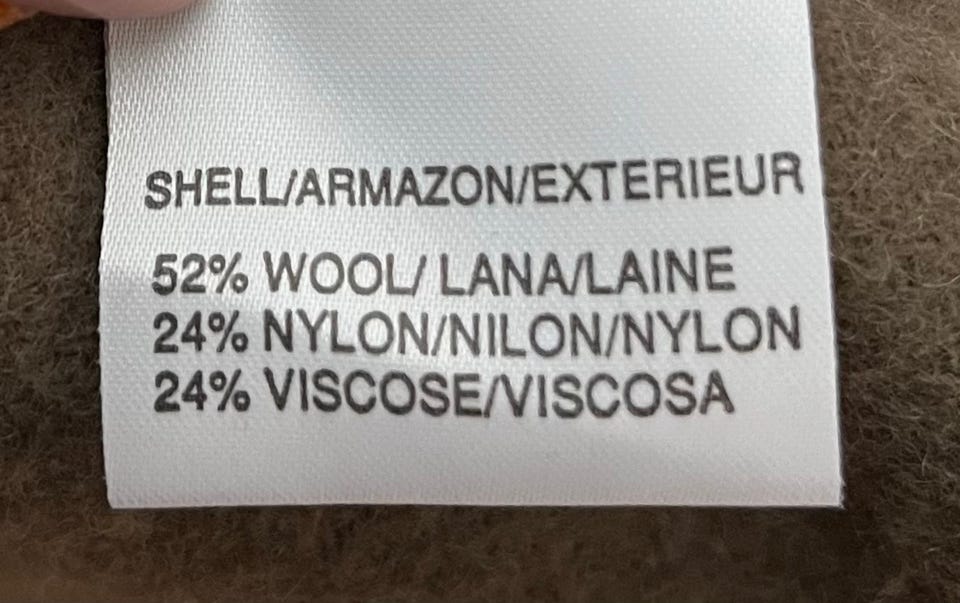 SHELL/ARMAZON/EXTERIEUR
52% WOOL/ LANA/LAINE
24% NYLON/NILON/NYLON
24% VISCOSE/VISCOSA